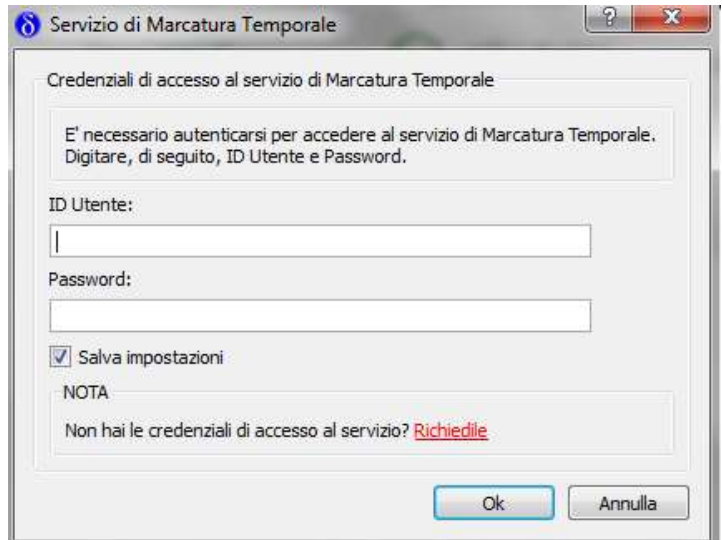 Servizio di Marcatura Temporale
Credenziali di accesso al servizio di Marcatura Temporale
E' necessario autenticarsi per accedere al servizio di Marcatura Temporale.
Digitare, di seguito, ID Utente e Password.
ID Utente:
Password:
Salva impostazioni
NOTA
Non hai le credenziali di accesso al servizio? Richiedile
Ok Annulla